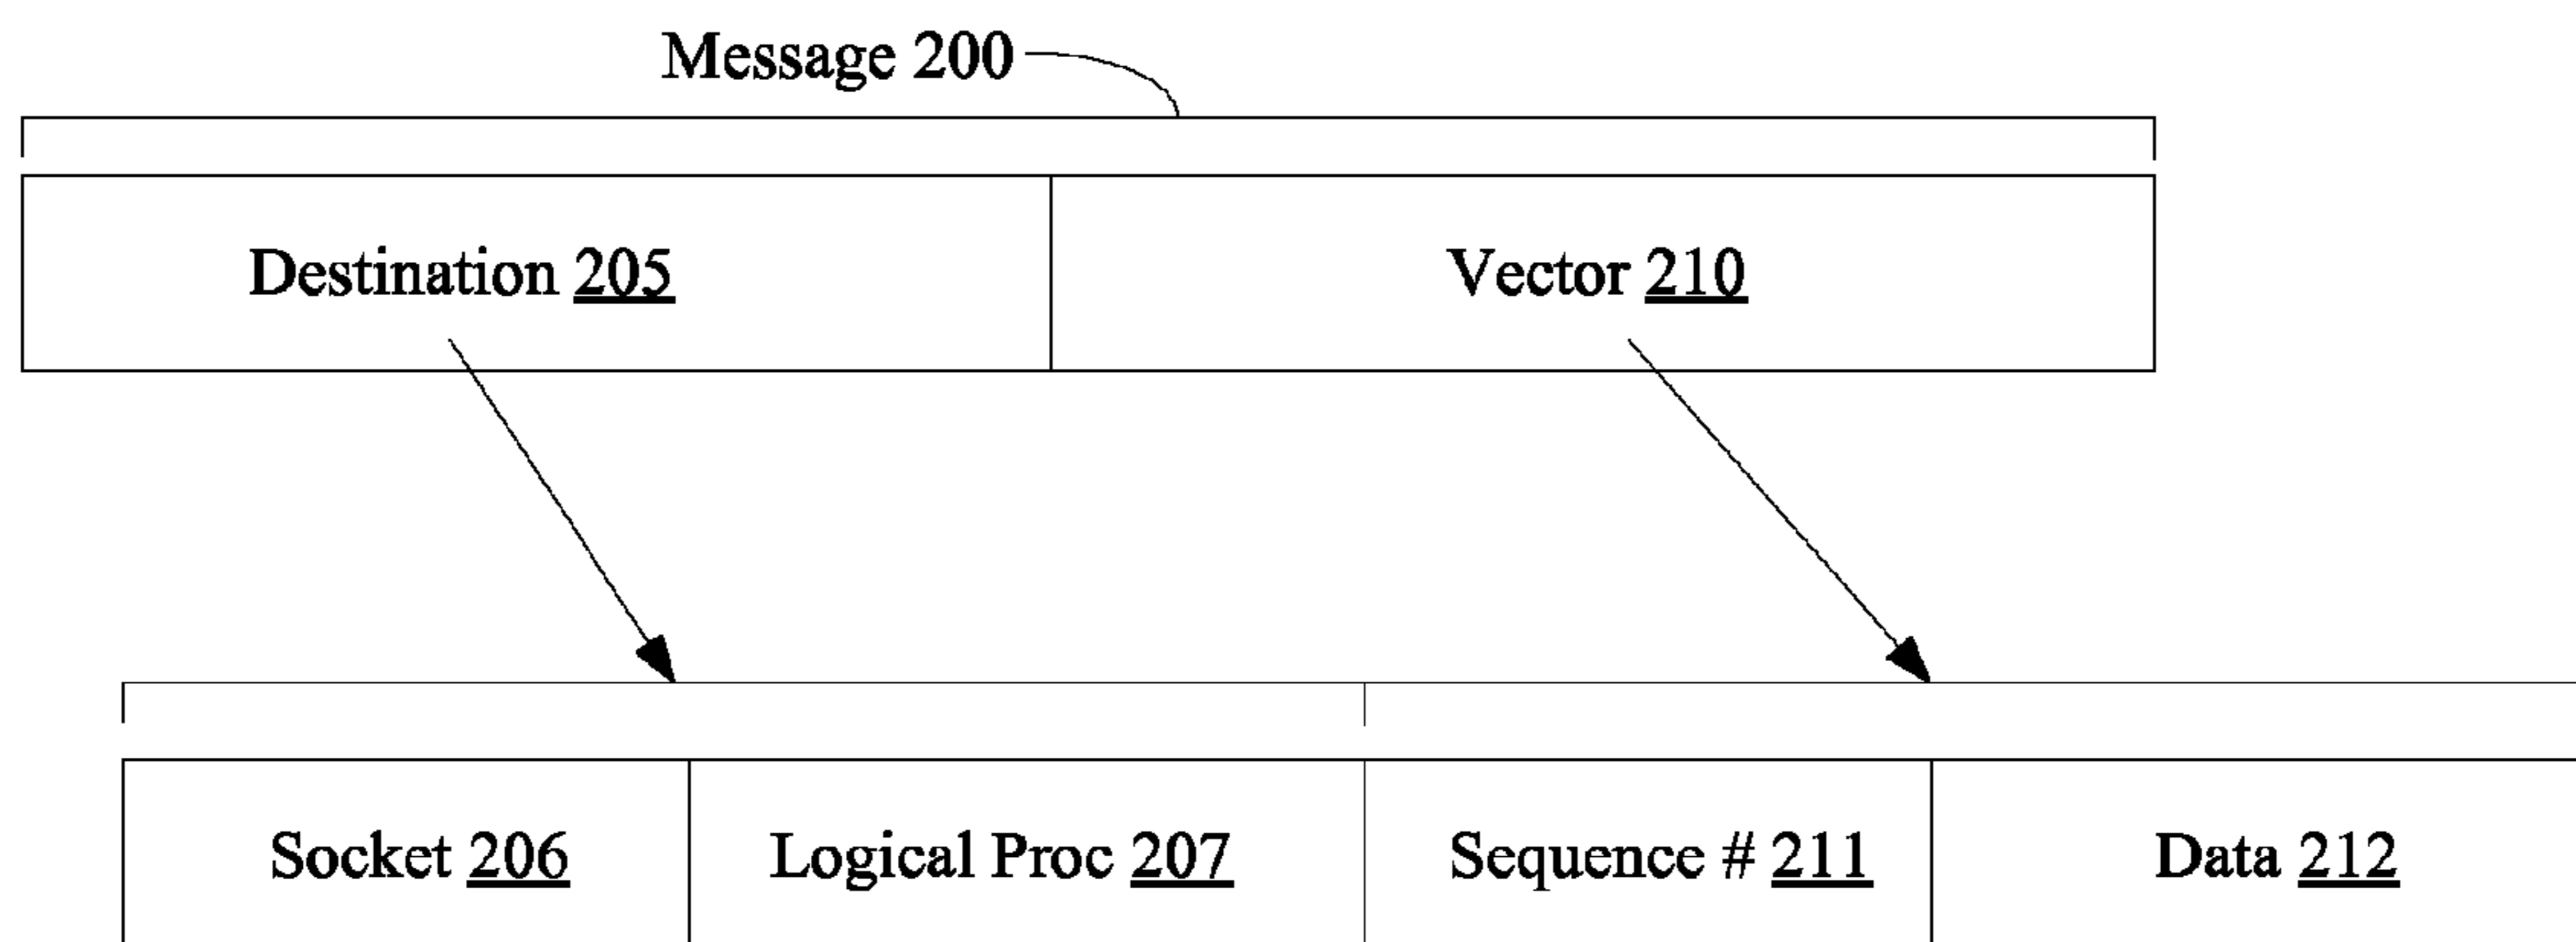 Message 200
Destination 205
Vector 210
Socket 206
Logical Proc 207
Sequence # 211
Data 212